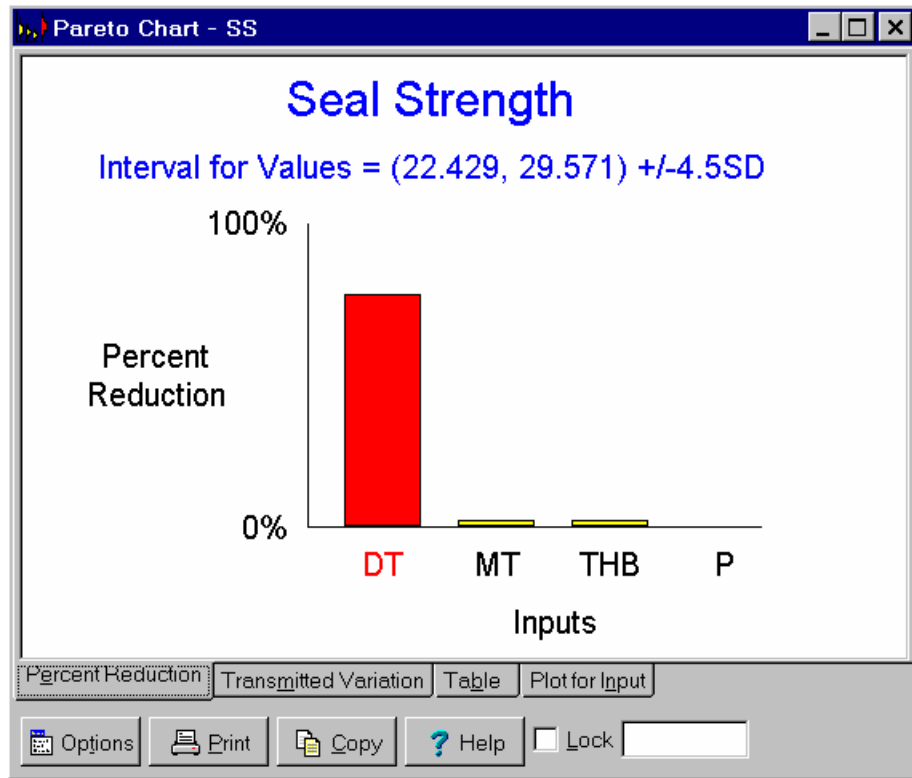 Pareto Chart - SS
Seal Strength
Interval for Values = (22.429, 29.571) +/-4.5SD
100%
Percent
Reduction
0%
DT MT THB P
Inputs
Percent Reduction Transmitted Variation Table Plot for Input
Options Print Copy ? Help Lock